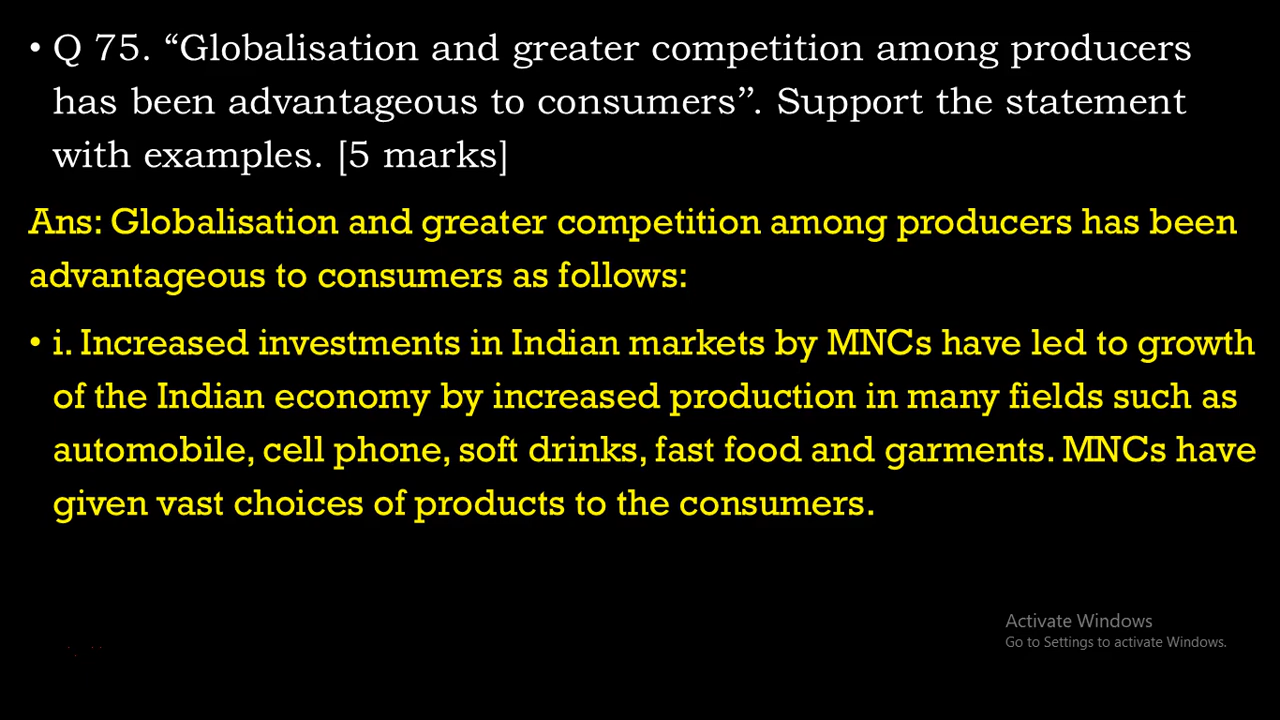 • Q 75. “Globalisation and greater competition among producers
has been advantageous to consumers”. Support the statement
with examples. [5 marks]
Ans: Globalisation and greater competition among producers has been
advantageous to consumers as follows:
• i. Increased investments in Indian markets by MNCs have led to growth
of the Indian economy by increased production in many fields such as
automobile, cell phone, soft drinks, fast food and garments. MNCs have
given vast choices of products to the consumers.
Activate Windows
Go to Settings to activate Windows.